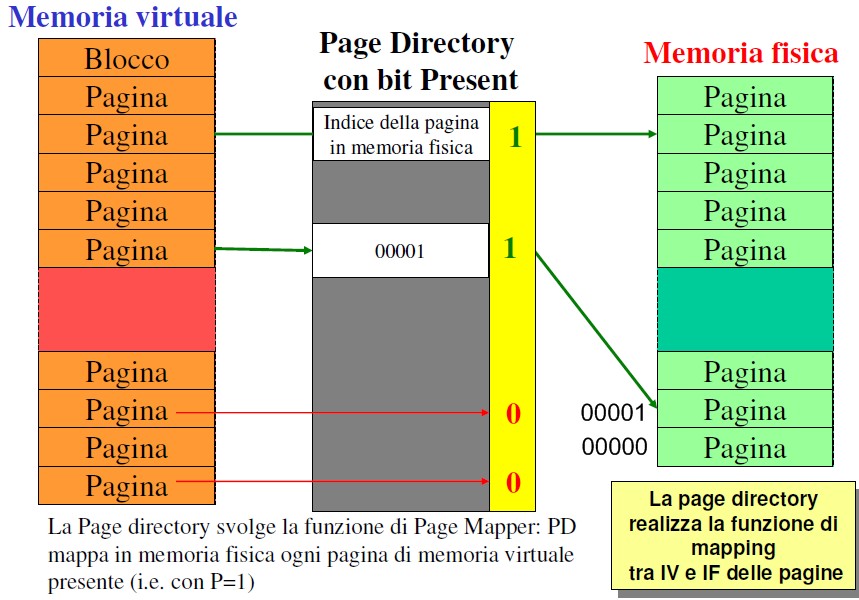 Memoria virtuale
Blocco
Pagina
Pagina
Pagina
Pagina
Pagina
Pagina
Pagina
Pagina
Pagina
Page Directory
con bit Present
Indice della pagina
in memoria fisica
1
00001
1
0
0
Memoria fisica
Pagina
Pagina
Pagina
Pagina
Pagina
Pagina
00001
Pagina
00000
Pagina
La Page directory svolge la funzione di Page Mapper: PD
mappa in memoria fisica ogni pagina di memoria virtuale
presente (i.e. con P=1)
La page directory
realizza la funzione di
mapping
tra IV e IF delle pagine